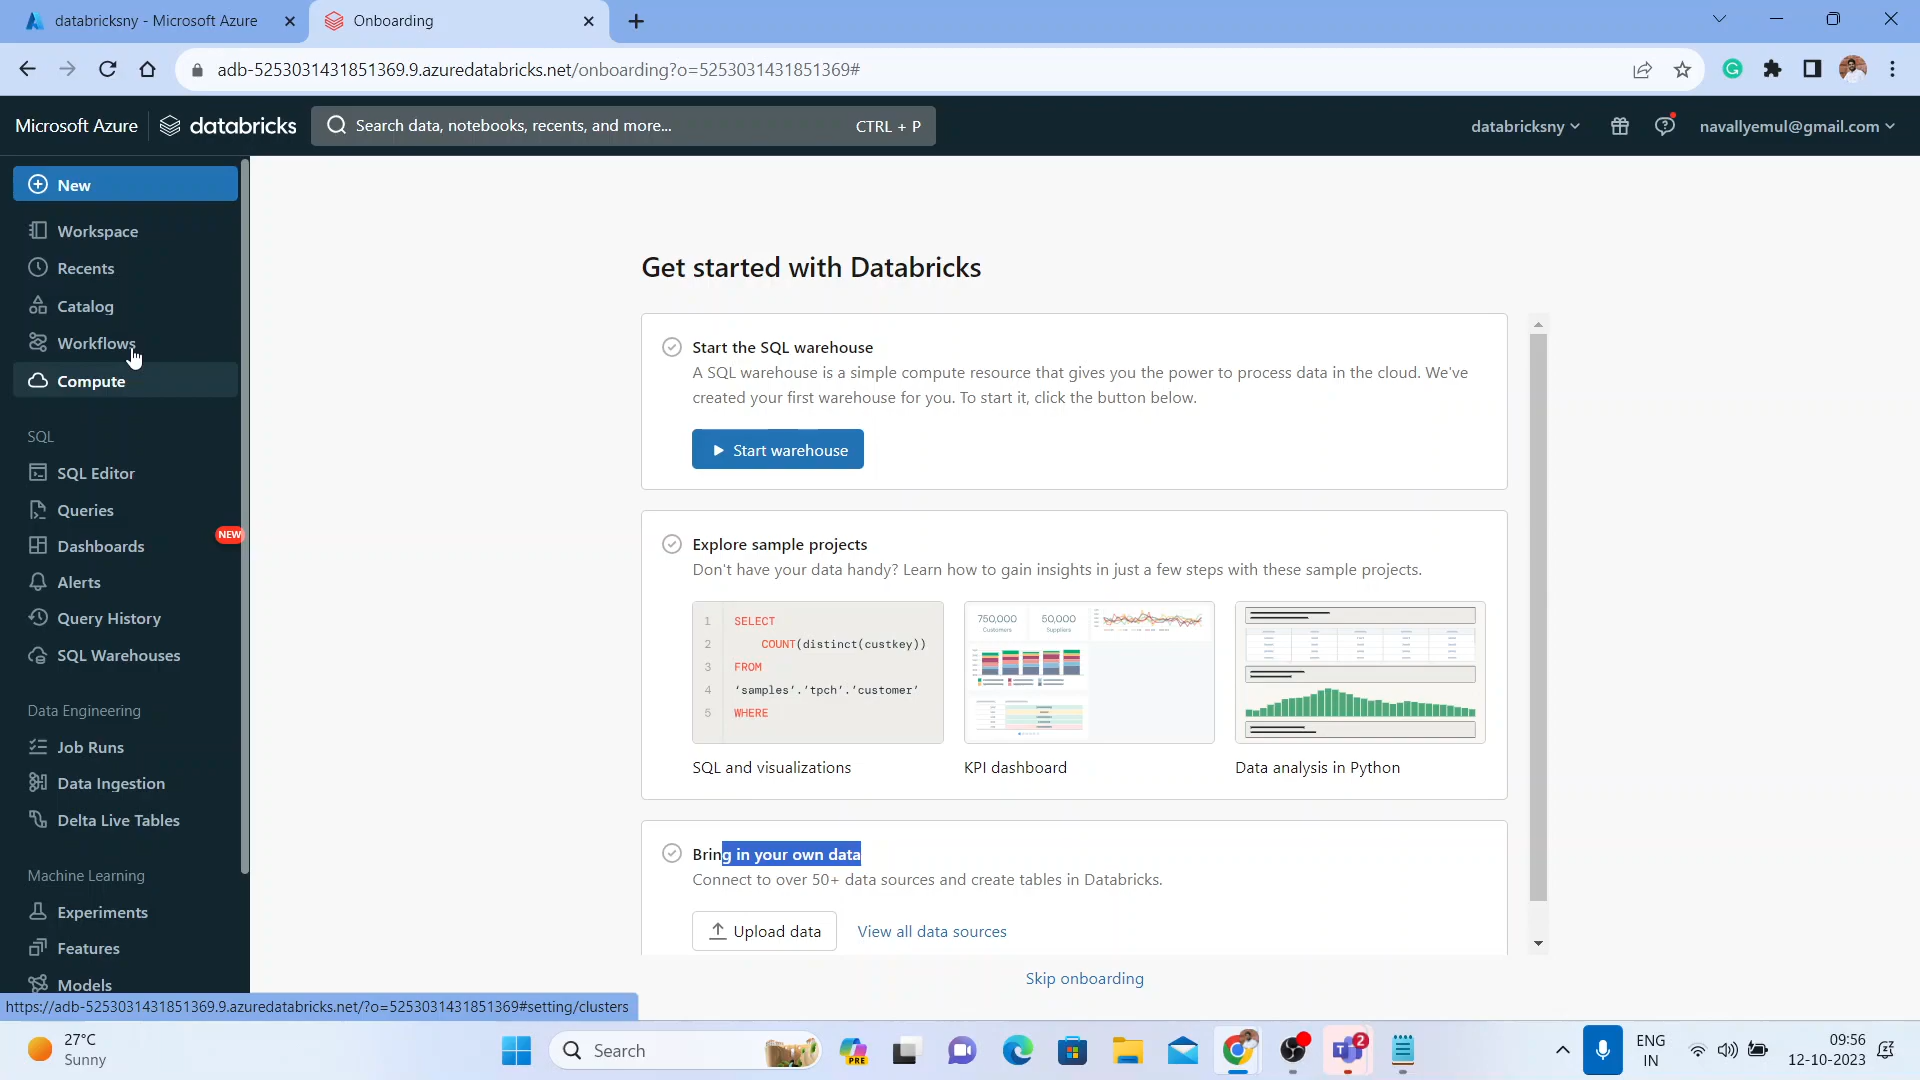 databricksny - Microsoft Azure
Onboarding
adb-5253031431851369.9.azuredatabricks.net/onboarding?o=5253031431851369#
Microsoft Azure
databricks
Search data, notebooks, recents, and more...
CTRL + P
databricksny
navallyemul@gmail.com
New
Workspace
Recents
Catalog
Workflows
Compute
SQL
SQL Editor
Queries
Dashboards
NEW
Alerts
Query History
SQL Warehouses
Data Engineering
Job Runs
Data Ingestion
Delta Live Tables
Machine Learning
Experiments
Features
Models
Get started with Databricks
Start the SQL warehouse
A SQL warehouse is a simple compute resource that gives you the power to process data in the cloud. We've
created your first warehouse for you. To start it, click the button below.
Start warehouse
Explore sample projects
Don't have your data handy? Learn how to gain insights in just a few steps with these sample projects.
1 SELECT
2 COUNT(distinct(custkey))
3 FROM
4 ‘samples’.‘tpch’.‘customer’
5 WHERE
750,000
Customers
50,000
Suppliers
SQL and visualizations
KPI dashboard
Data analysis in Python
Bring in your own data
Connect to over 50+ data sources and create tables in Databricks.
Upload data
View all data sources
Skip onboarding
https://adb-5253031431851369.9.azuredatabricks.net/?o=5253031431851369#setting/clusters
27°C
Sunny
Search
PRE
2
ENG
IN
09:56
12-10-2023